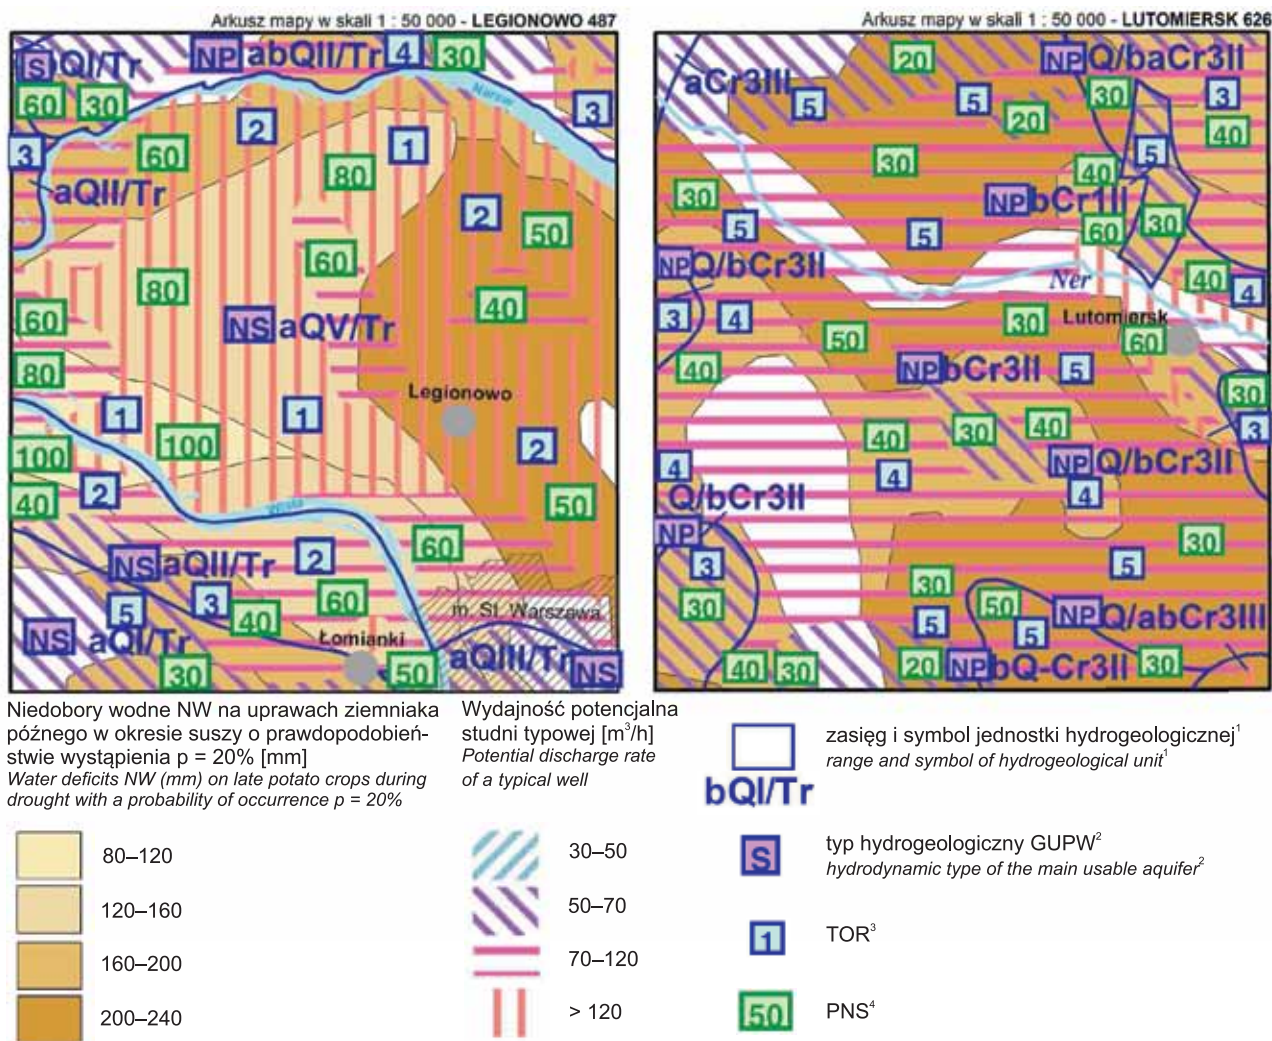 Arkusz mapy w skali 1 : 50 000 - LEGIONOWO 487
S QI/Tr
NP abQII/Tr
4
30
60
30
Narew
3
2
1
3
60
80
aQII/Tr
2
50
60
80
40
60
NS aQV/Tr
80
Legionowo
1
1
2
100
100
2
40
50
Wisła
60
2
NS aQII/Tr
60
m. St. Warszawa
5
3
40
NS aQI/Tr
Łomianki
aQIII/Tr NS
30
50
Arkusz mapy w skali 1 : 50 000 - LUTOMIERSK 626
20
NP Q/baCr3II
aCr3III
5
5
30
3
20
40
30
5
40
30
NP bCr1II
5
5
60
30
NP Q/bCr3II
Ner
40
4
3
4
30
Lutomiersk
50
60
40
NP bCr3II
5
30
40
30
40
3
4
4
NP Q/bCr3II
4
Q/bCr3II
NP
30
3
5
30
30
50
NP Q/abCr3III
5
5
40
30
20
NP bQ-Cr3II
30
Niedobory wodne NW na uprawach ziemniaka
późnego w okresie suszy o prawdopodobień-
stwie wystąpienia p = 20% [mm]
Water deficits NW (mm) on late potato crops during
drought with a probability of occurrence p = 20%
80–120
120–160
160–200
200–240
Wydajność potencjalna
studni typowej [m³/h]
Potential discharge rate
of a typical well
30–50
50–70
70–120
> 120
bQI/Tr
zasięg i symbol jednostki hydrogeologicznej¹
range and symbol of hydrogeological unit¹
S
typ hydrogeologiczny GUPW²
hydrodynamic type of the main usable aquifer²
1
TOR³
50
PNS⁴